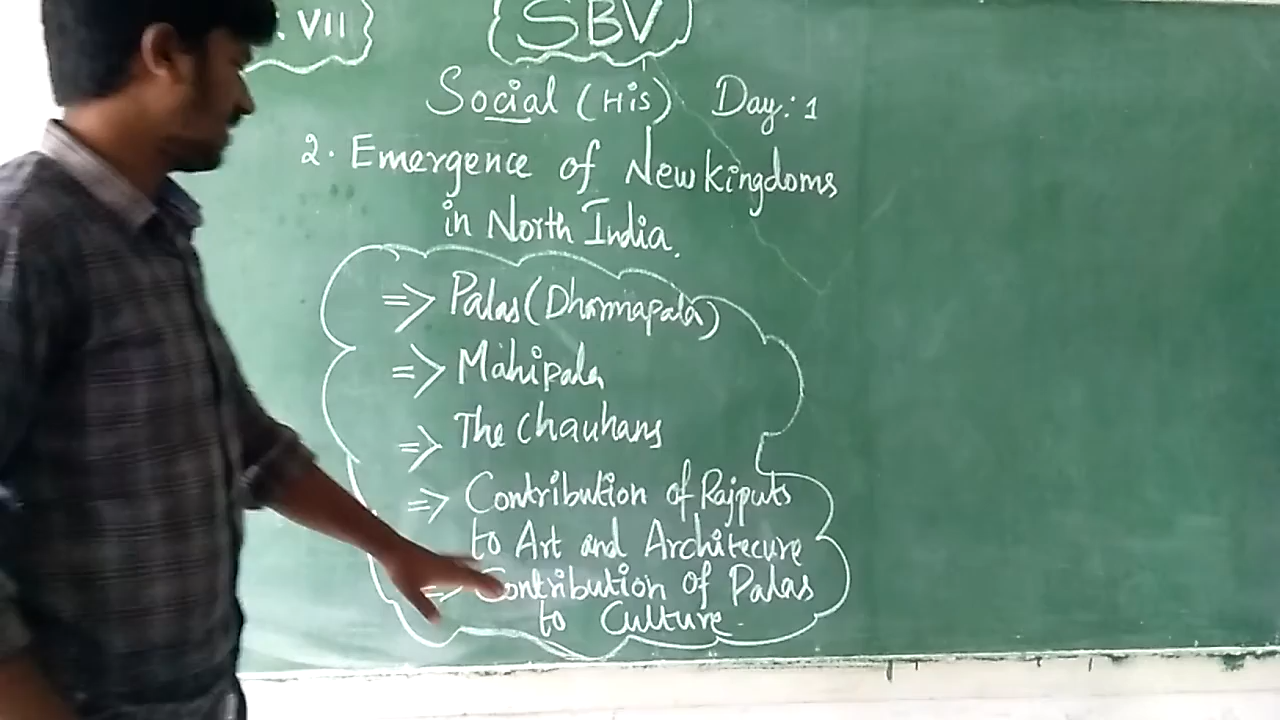 . VII
SBV
Social (His) Day: 1
2. Emergence of New kingdoms
in North India.
=> Palas (Dharmapala)
=> Mahipala
=> The Chauhans
=> Contribution of Rajputs
to Art and Architecure
=> Contribution of Palas
to Culture